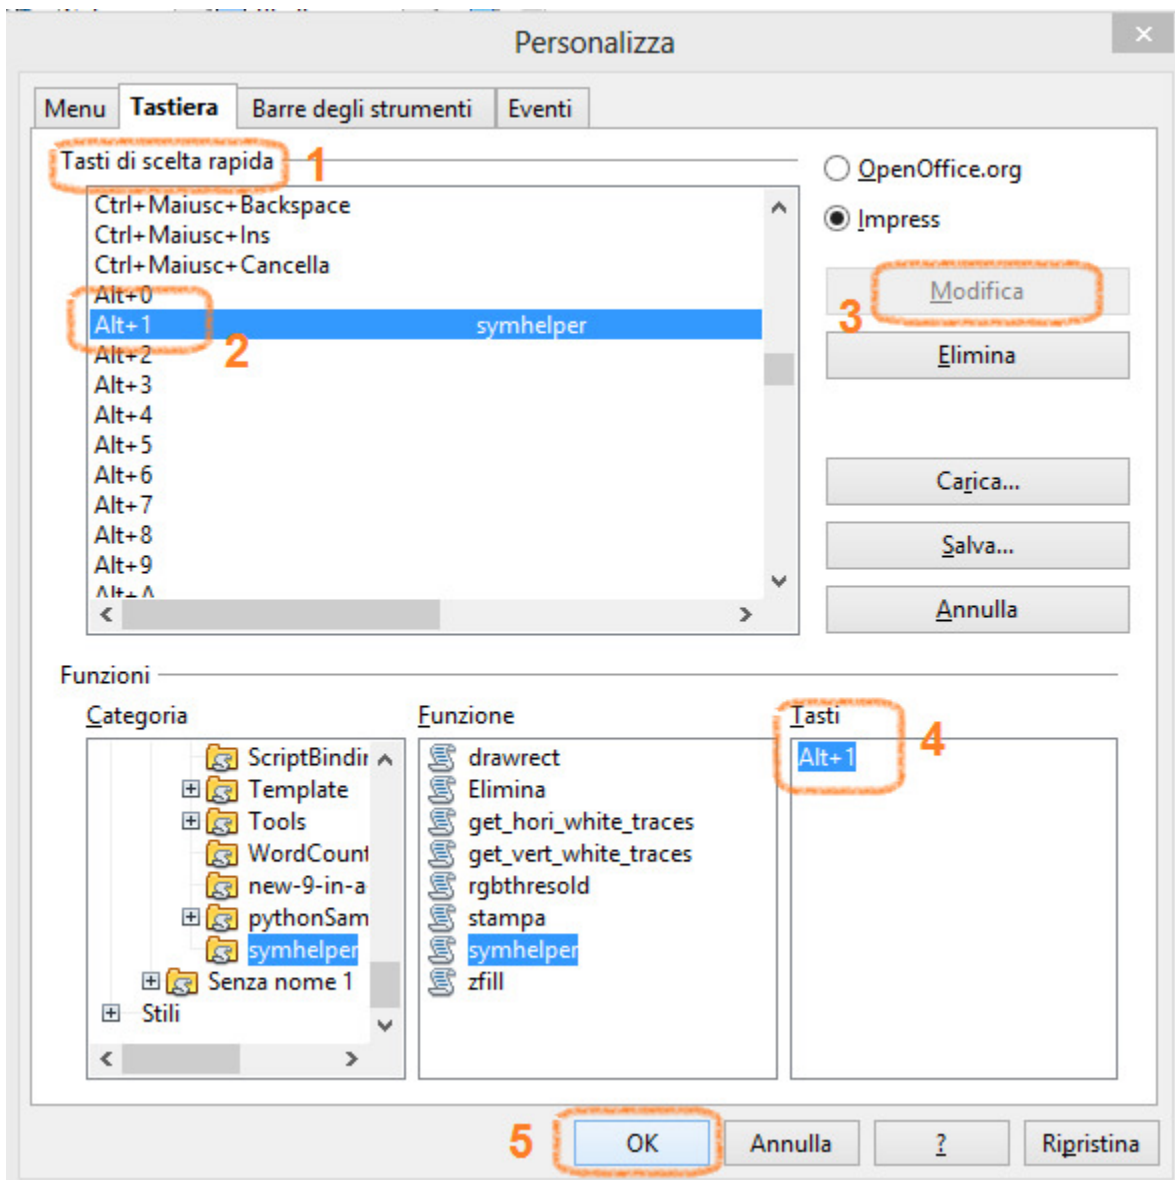 Personalizza
Menu Tastiera Barre degli strumenti Eventi
Tasti di scelta rapida 1
OpenOffice.org
Impress
Ctrl+Maiusc+Backspace
Ctrl+Maiusc+Ins
Ctrl+Maiusc+Cancella
Alt+0
Alt+1 symhelper
2
Alt+2
Alt+3
Alt+4
Alt+5
Alt+6
Alt+7
Alt+8
Alt+9
Alt+A
3 Modifica
Elimina
Carica...
Salva...
Annulla
Funzioni
Categoria
ScriptBindir
Template
Tools
WordCount
new-9-in-a
pythonSam
symhelper
Senza nome 1
Stili
Funzione
drawrect
Elimina
get_hori_white_traces
get_vert_white_traces
rgbthresold
stampa
symhelper
zfill
Tasti
Alt+1
4
5 OK Annulla ? Ripristina